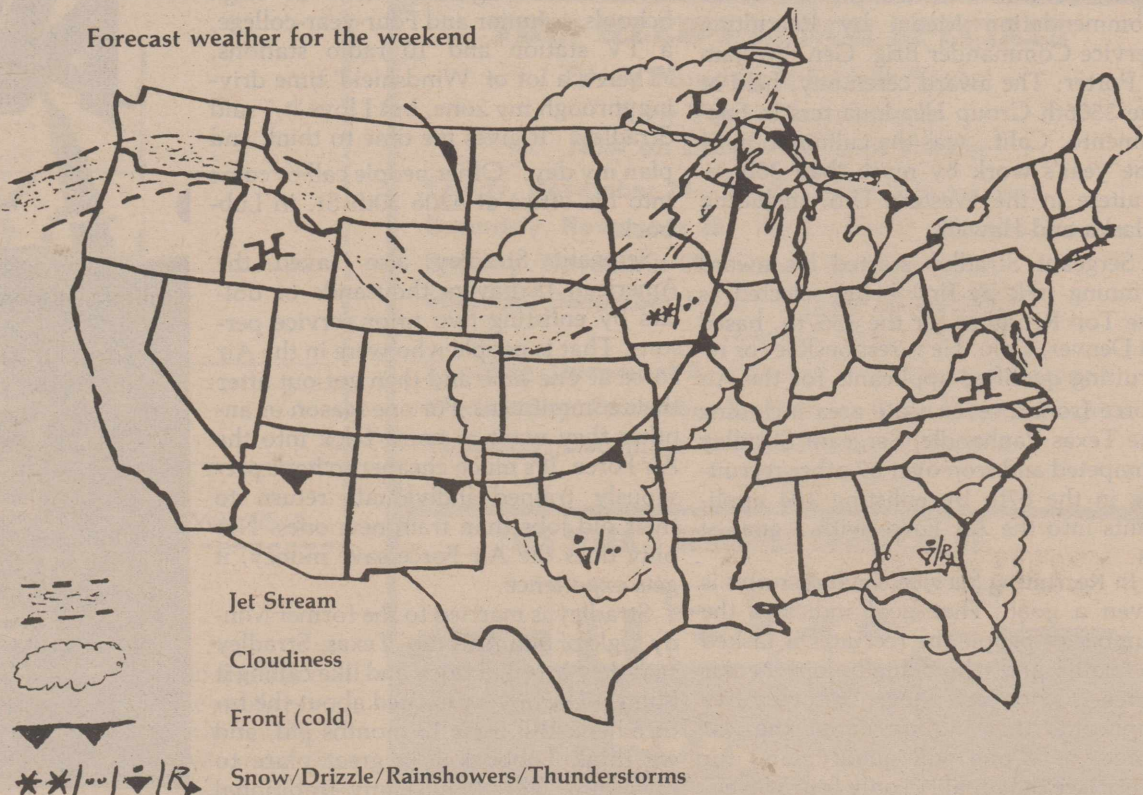 Forecast weather for the weekend
L
H
**/··
H
Jet Stream
Cloudiness
Front (cold)
Snow/Drizzle/Rainshowers/Thunderstorms